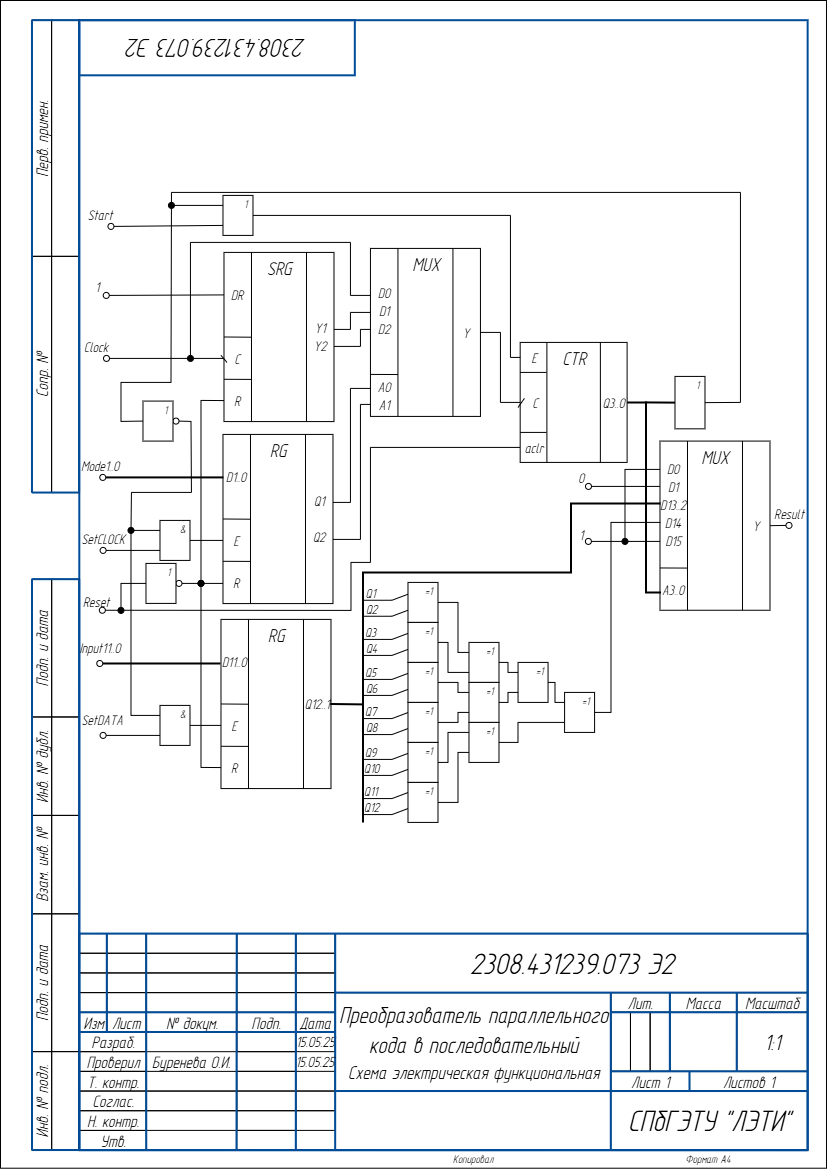 2308.431239.073 Э2
Перв. примен.
Справ. №
Подп. и дата
Инв. № дубл.
Взам. инв. №
Подп. и дата
Инв. № подл.
Start
1
1
Clock
SRG
DR
C
R
Y1
Y2
MUX
D0
D1
D2
A0
A1
Y
CTR
E
C
aclr
Q3..0
1
1
Mode1..0
RG
D1..0
E
R
Q1
Q2
SetCLOCK
&
1
Reset
Input11..0
RG
D11..0
E
R
Q12..1
SetDATA
&
0
1
MUX
D0
D1
D13..2
D14
D15
A3..0
Y
Result
Q1
Q2
Q3
Q4
Q5
Q6
Q7
Q8
Q9
Q10
Q11
Q12
=1
=1
=1
=1
=1
=1
=1
=1
=1
=1
=1
2308.431239.073 Э2
Изм Лист № докум. Подп. Дата
Разраб. 15.05.25
Проверил Буренева О.И. 15.05.25
Т. контр.
Соглас.
Н. контр.
Утв.
Преобразователь параллельного
кода в последовательный
Схема электрическая функциональная
Лит. Масса Масштаб
1:1
Лист 1 Листов 1
СПбГЭТУ "ЛЭТИ"
Копировал Формат А4